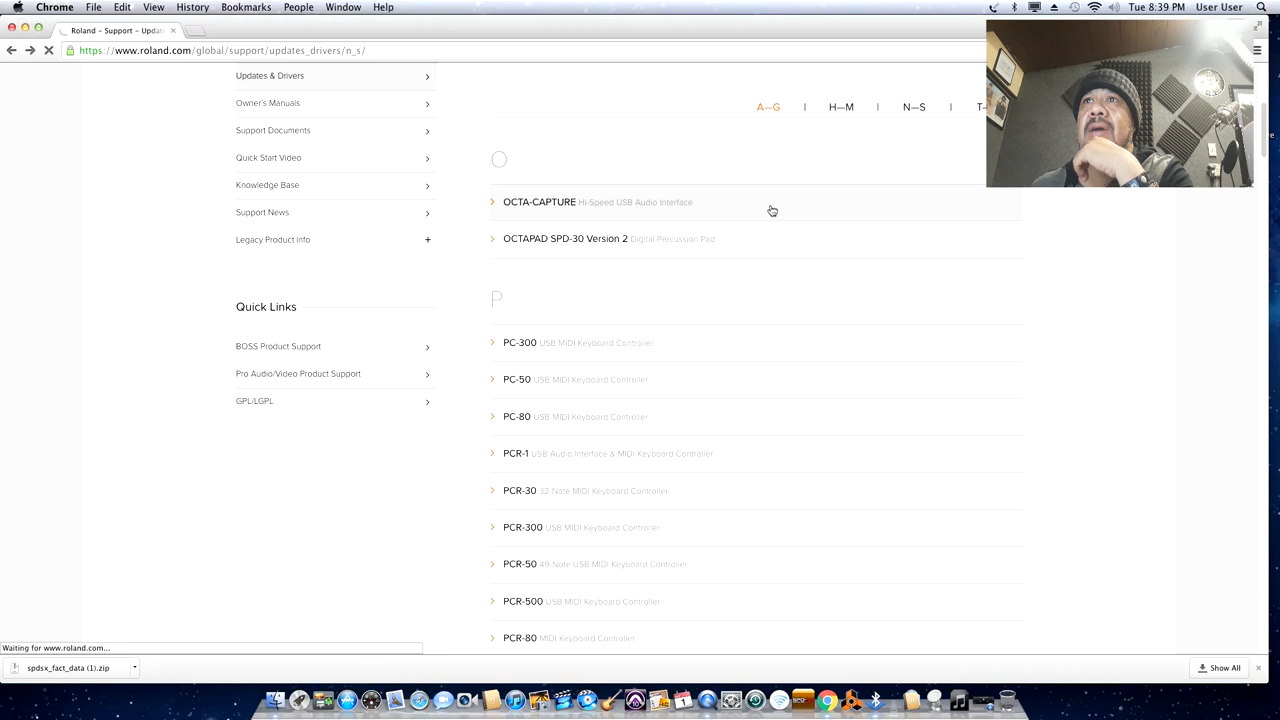 Chrome File Edit View History Bookmarks People Window Help Tue 8:39 PM User User
Roland - Support - Updat
https://www.roland.com/global/support/updates_drivers/n_s/
Updates & Drivers
Owner's Manuals
Support Documents
Quick Start Video
Knowledge Base
Support News
Legacy Product Info +
Quick Links
BOSS Product Support
Pro Audio/Video Product Support
GPL/LGPL
A—G | H—M | N—S | T—
O
OCTA-CAPTURE Hi-Speed USB Audio Interface
OCTAPAD SPD-30 Version 2 Digital Percussion Pad
P
PC-300 USB MIDI Keyboard Controller
PC-50 USB MIDI Keyboard Controller
PC-80 USB MIDI Keyboard Controller
PCR-1 USB Audio Interface & MIDI Keyboard Controller
PCR-30 32-Note MIDI Keyboard Controller
PCR-300 USB MIDI Keyboard Controller
PCR-50 49-Note USB MIDI Keyboard Controller
PCR-500 USB MIDI Keyboard Controller
PCR-80 MIDI Keyboard Controller
Waiting for www.roland.com...
spdsx_fact_data (1).zip
Show All